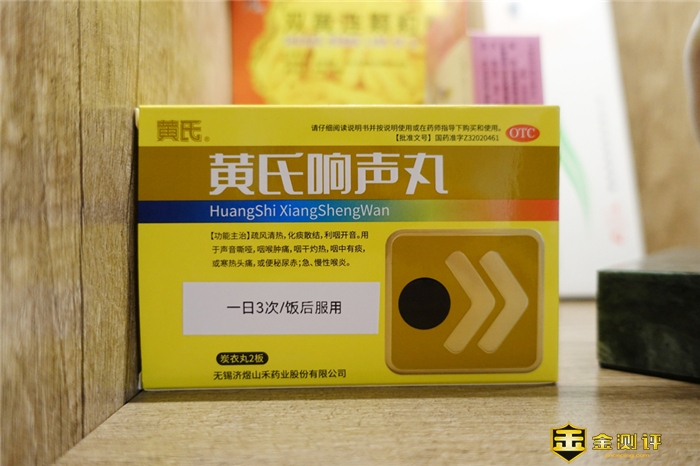 双黄连颗粒
黄氏®
请仔细阅读说明书并按说明使用或在药师指导下购买和使用。
【批准文号】国药准字Z32020461
OTC
黄氏响声丸
HuangShi XiangShengWan
【功能主治】疏风清热，化痰散结，利咽开音。用
于声音嘶哑，咽喉肿痛，咽干灼热，咽中有痰，
或寒热头痛，或便秘尿赤；急、慢性喉炎。
一日3次/饭后服用
炭衣丸2板
无锡济煜山禾药业股份有限公司
金 金测评